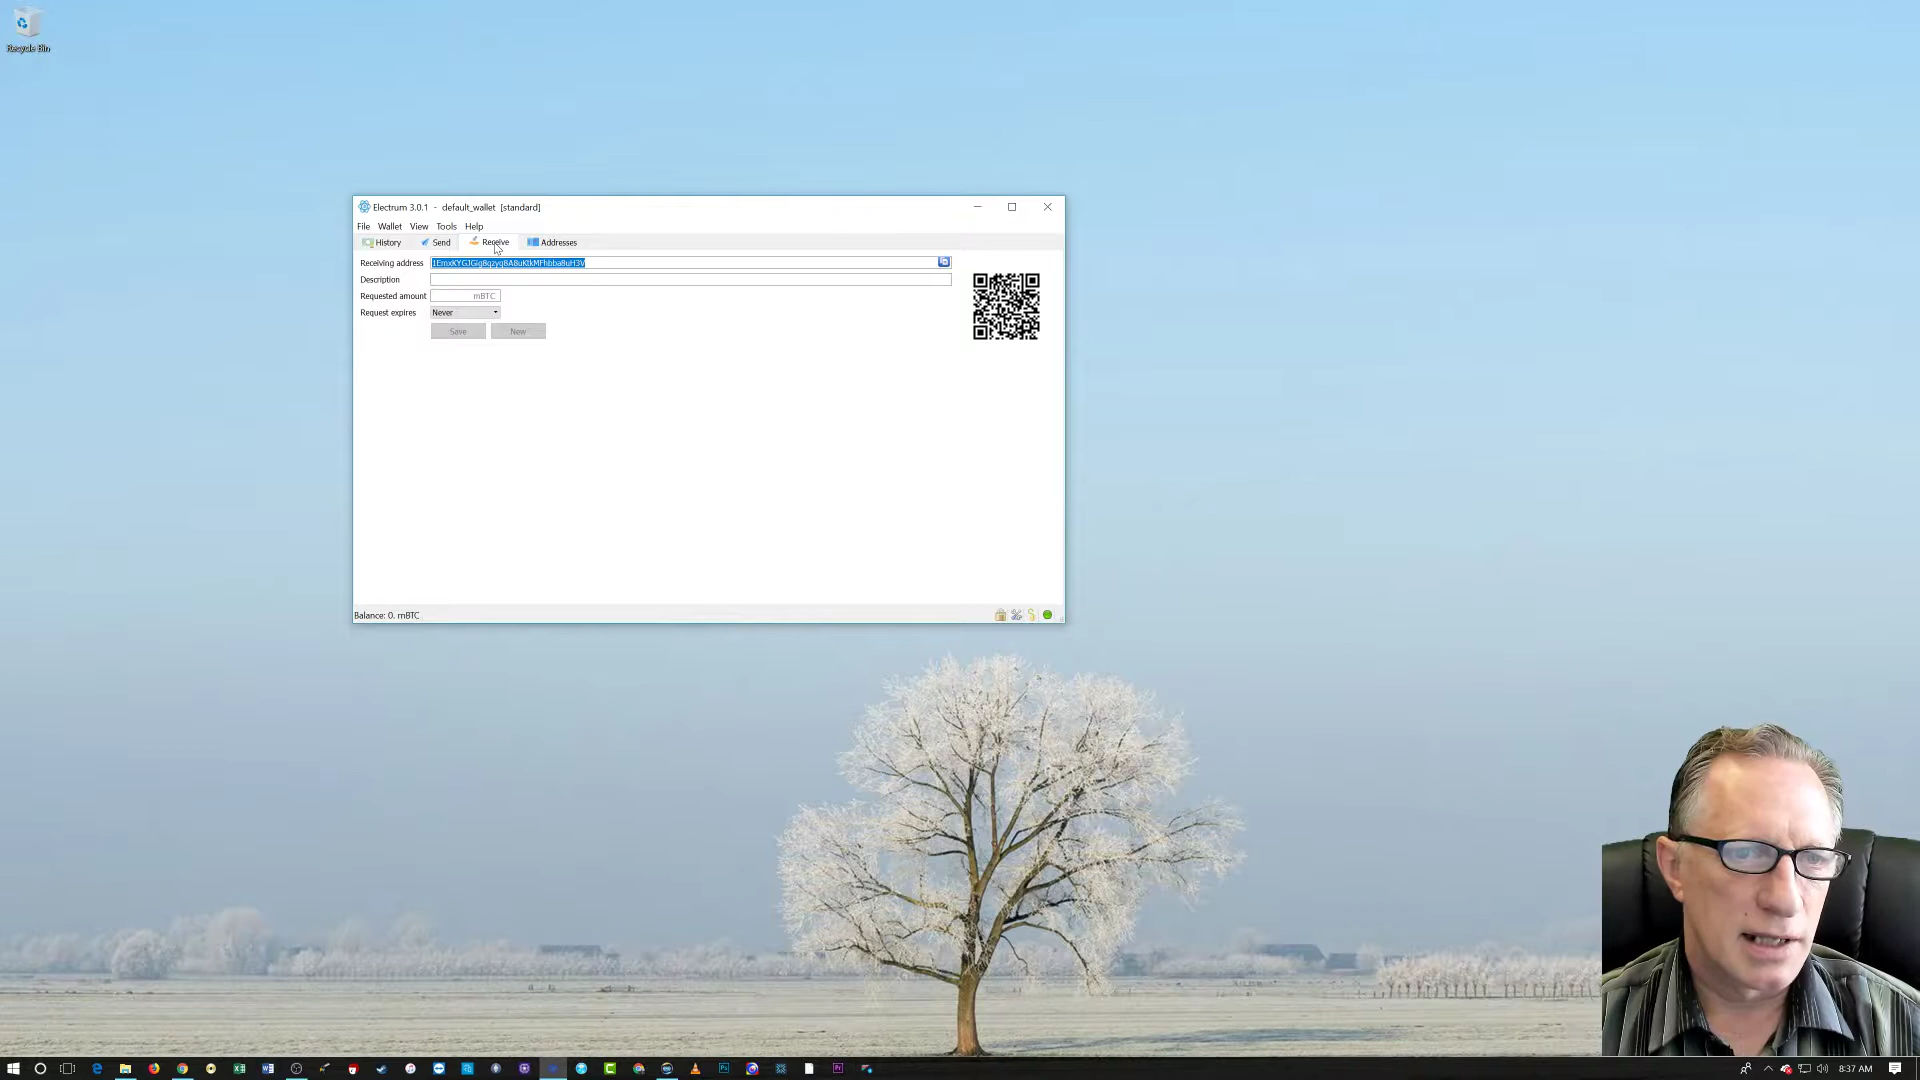 Recycle Bin
Electrum 3.0.1 - default_wallet [standard]
File Wallet View Tools Help
History Send Receive Addresses
Receiving address
Description
Requested amount mBTC
Request expires Never
Save New
Balance: 0. mBTC
8:37 AM